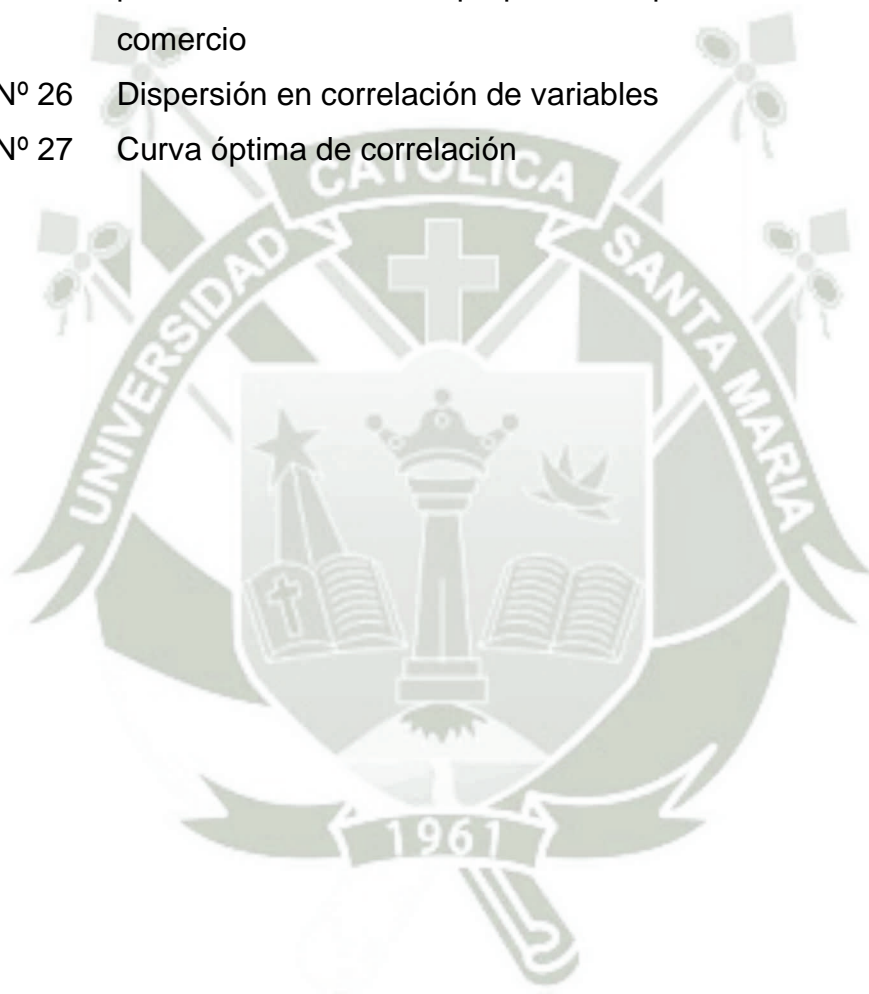 comercio
Nº 26 Dispersión en correlación de variables
Nº 27 Curva óptima de correlación
UNIVERSIDAD CATOLICA SANTA MARIA
1961